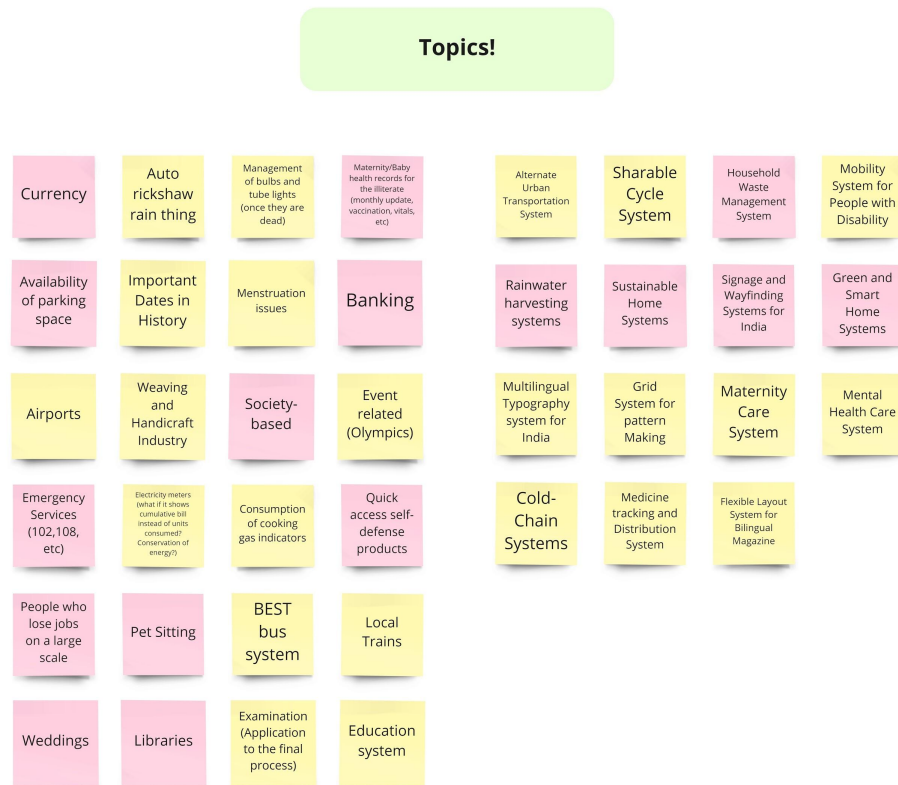 Topics!
Currency
Auto
rickshaw
rain thing
Management
of bulbs and
tube lights
(once they are
dead)
Maternity/Baby
health records for
the illiterate
(monthly update,
vaccination, vitals,
etc)
Availability
of parking
space
Important
Dates in
History
Menstruation
issues
Banking
Airports
Weaving
and
Handicraft
Industry
Society-
based
Event
related
(Olympics)
Emergency
Services
(102,108,
etc)
Electricity meters
(what if it shows
cumulative bill
instead of units
consumed?
Conservation of
energy?)
Consumption
of cooking
gas indicators
Quick
access self-
defense
products
People who
lose jobs
on a large
scale
Pet Sitting
BEST
bus
system
Local
Trains
Weddings
Libraries
Examination
(Application
to the final
process)
Education
system
Alternate
Urban
Transportation
System
Sharable
Cycle
System
Household
Waste
Management
System
Mobility
System for
People with
Disability
Rainwater
harvesting
systems
Sustainable
Home
Systems
Signage and
Wayfinding
Systems for
India
Green and
Smart
Home
Systems
Multilingual
Typography
system for
India
Grid
System for
pattern
Making
Maternity
Care
System
Mental
Health Care
System
Cold-
Chain
Systems
Medicine
tracking and
Distribution
System
Flexible Layout
System for
Bilingual
Magazine